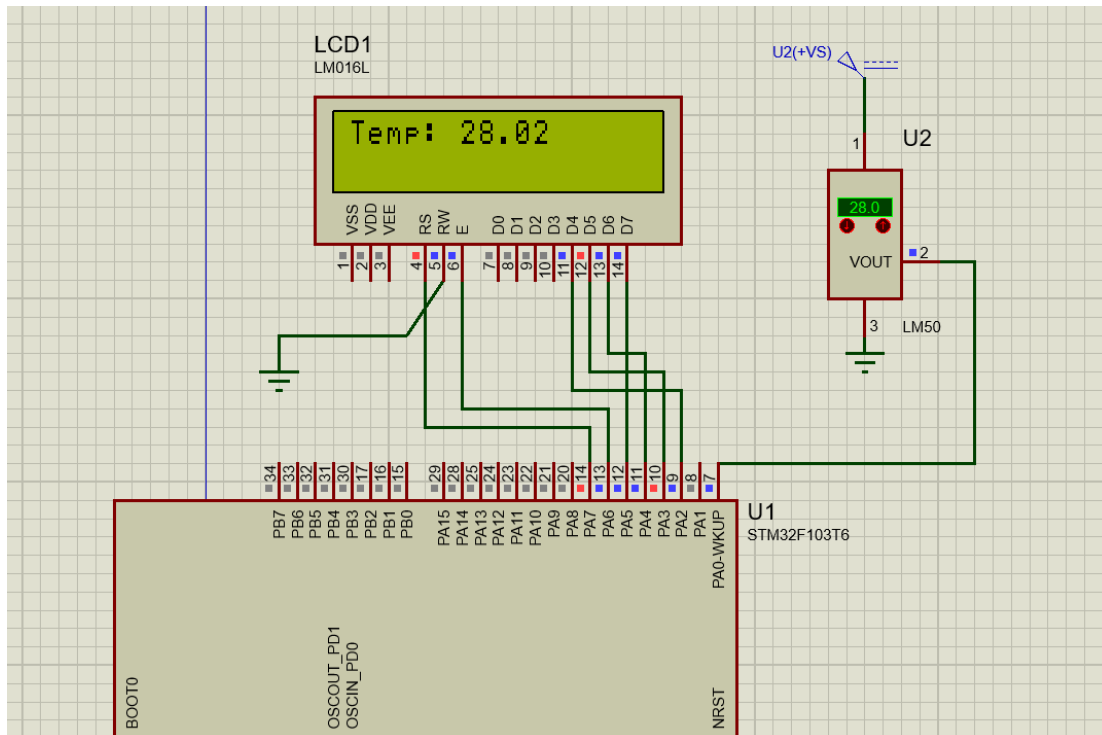 LCD1
LM016L
Temp: 28.02
VSS
VDD
VEE
RS
RW
E
D0
D1
D2
D3
D4
D5
D6
D7
1
2
3
4
5
6
7
8
9
10
11
12
13
14
U2(+VS)
1
U2
28.0
VOUT
2
3
LM50
34
33
32
31
30
17
16
15
29
28
25
24
23
22
21
20
14
13
12
11
10
9
8
7
PB7
PB6
PB5
PB4
PB3
PB2
PB1
PB0
PA15
PA14
PA13
PA12
PA11
PA10
PA9
PA8
PA7
PA6
PA5
PA4
PA3
PA2
PA1
PA0-WKUP
U1
STM32F103T6
BOOT0
OSCOUT_PD1
OSCIN_PD0
NRST